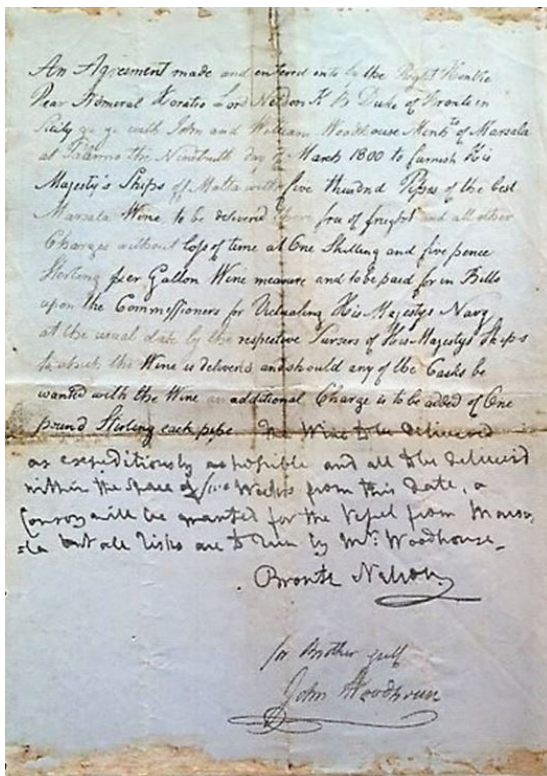 An Agreement made and entered into by the Right Honble
Rear Admiral Horatio Lord Nelson K B Duke of Bronte in
Sicily &c &c with John and William Woodhouse Merch.ts of Marsala
at Palermo the Nineteenth day of March 1800 to furnish His
Majesty's Ships off Malta with five Pipes of the best
Marsala Wine to be delivered there free of freight and all other
Charges without loss of time at One Shilling and five pence
Sterling per Gallon Wine measure and to be paid for in Bills
upon the Commissioners for Victualing His Majestys Navy
at the usual date by the respective Pursers of His Majestys Ships
to which the Wine is delivered and should any of the Casks be
wanted with the Wine an additional Charge is to be added of One
pound Sterling each pipe The Wine to be delivered
as expeditiously as possible and all to be delivered
within the space of Weeks from this date, a
Convoy will be granted for the Vessel from Marsa
=la but all risks are to run by Mr. Woodhouse_
Bronte Nelson
for Brother self
John Woodhouse